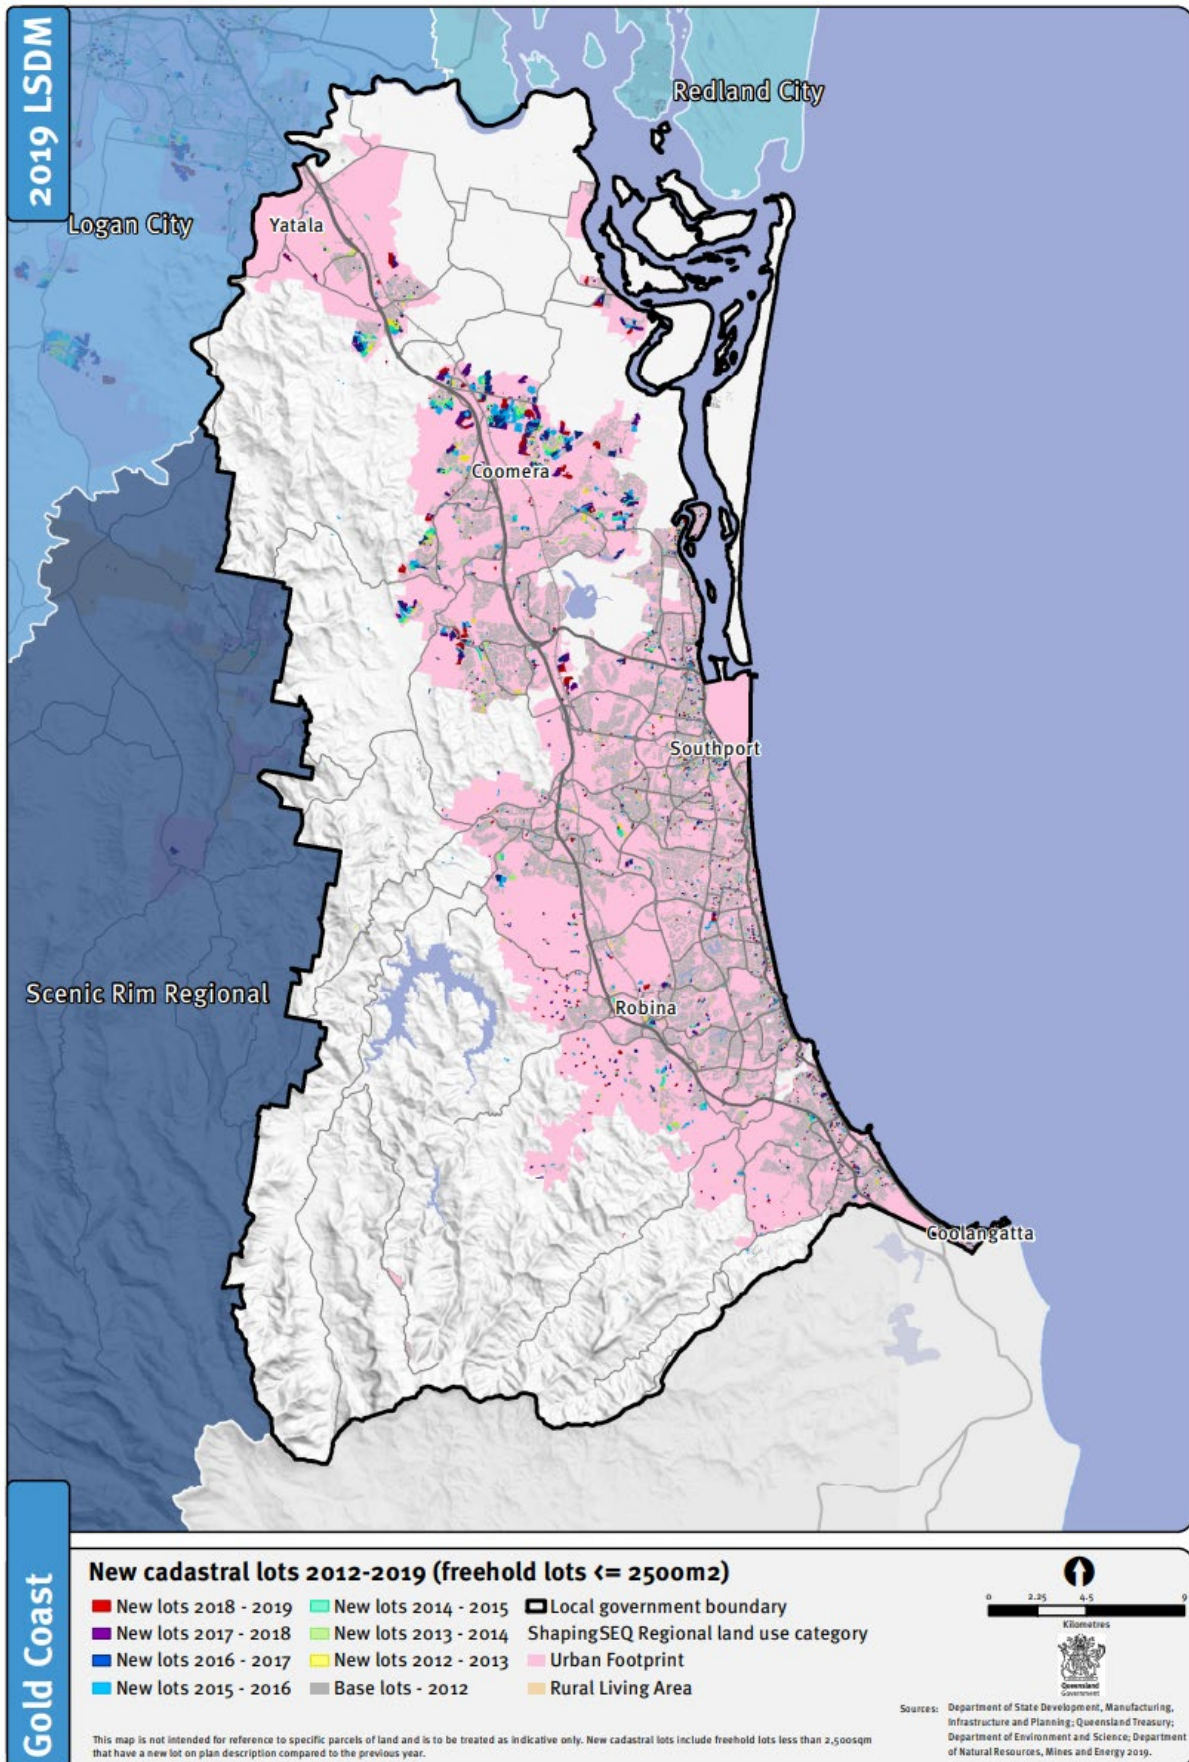 2019 LSDM
Redland City
Logan City
Yatala
Coomera
Southport
Scenic Rim Regional
Robina
Coolangatta
Gold Coast
New cadastral lots 2012-2019 (freehold lots <= 2500m2)
New lots 2018 - 2019
New lots 2017 - 2018
New lots 2016 - 2017
New lots 2015 - 2016
New lots 2014 - 2015
New lots 2013 - 2014
New lots 2012 - 2013
Base lots - 2012
Local government boundary
ShapingSEQ Regional land use category
Urban Footprint
Rural Living Area
0 2.25 4.5 9
Kilometres
Queensland
Government
Sources: Department of State Development, Manufacturing,
Infrastructure and Planning; Queensland Treasury;
Department of Environment and Science; Department
of Natural Resources, Mines and Energy 2019.
This map is not intended for reference to specific parcels of land and is to be treated as indicative only. New cadastral lots include freehold lots less than 2,500sqm
that have a new lot on plan description compared to the previous year.